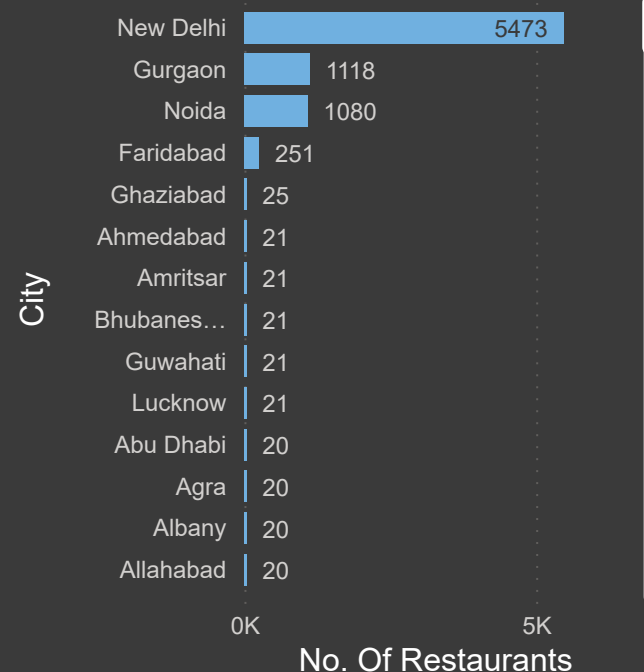 New Delhi 5473
Gurgaon 1118
Noida 1080
Faridabad 251
Ghaziabad 25
Ahmedabad 21
Amritsar 21
Bhubanes… 21
Guwahati 21
Lucknow 21
Abu Dhabi 20
Agra 20
Albany 20
Allahabad 20
City
0K 5K
No. Of Restaurants